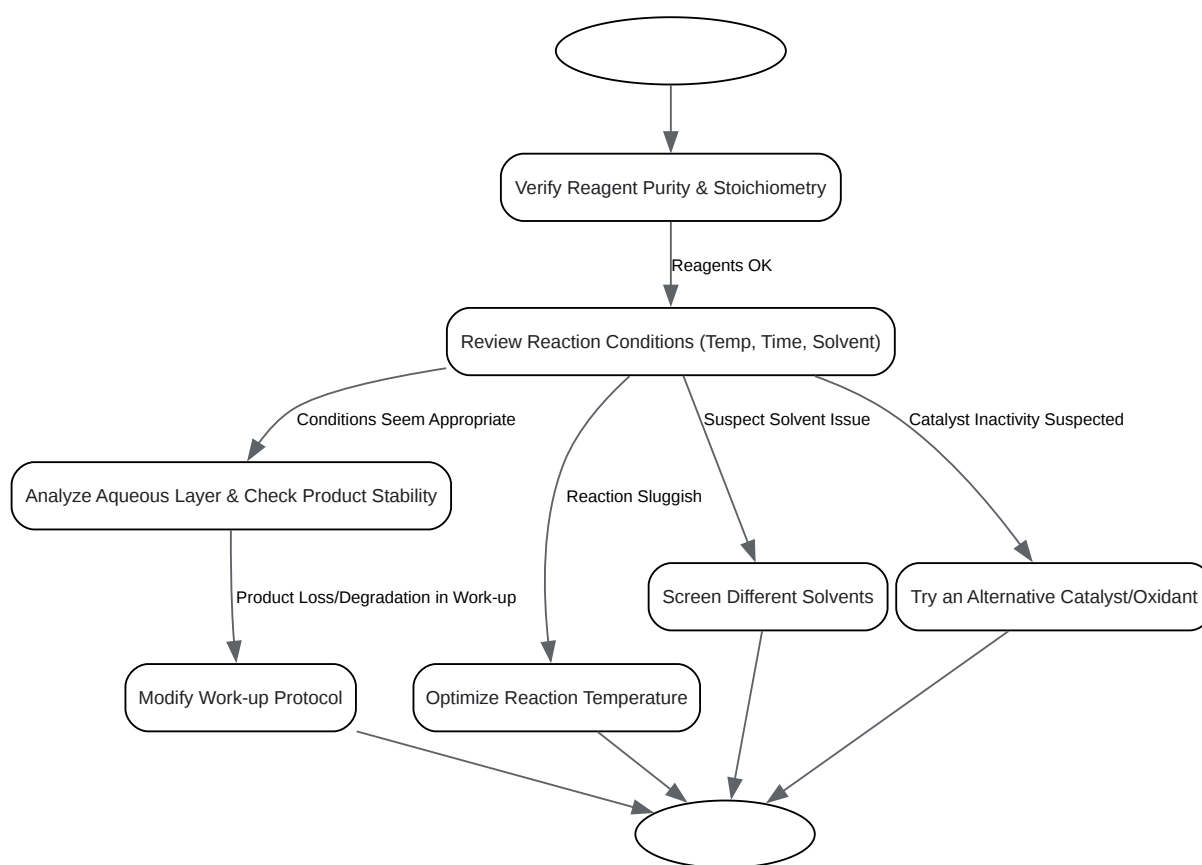 Verify Reagent Purity & Stoichiometry
Reagents OK
Review Reaction Conditions (Temp, Time, Solvent)
Conditions Seem Appropriate
Suspect Solvent Issue
Catalyst Inactivity Suspected
Analyze Aqueous Layer & Check Product Stability
Reaction Sluggish
Product Loss/Degradation in Work-up
Screen Different Solvents
Try an Alternative Catalyst/Oxidant
Modify Work-up Protocol
Optimize Reaction Temperature